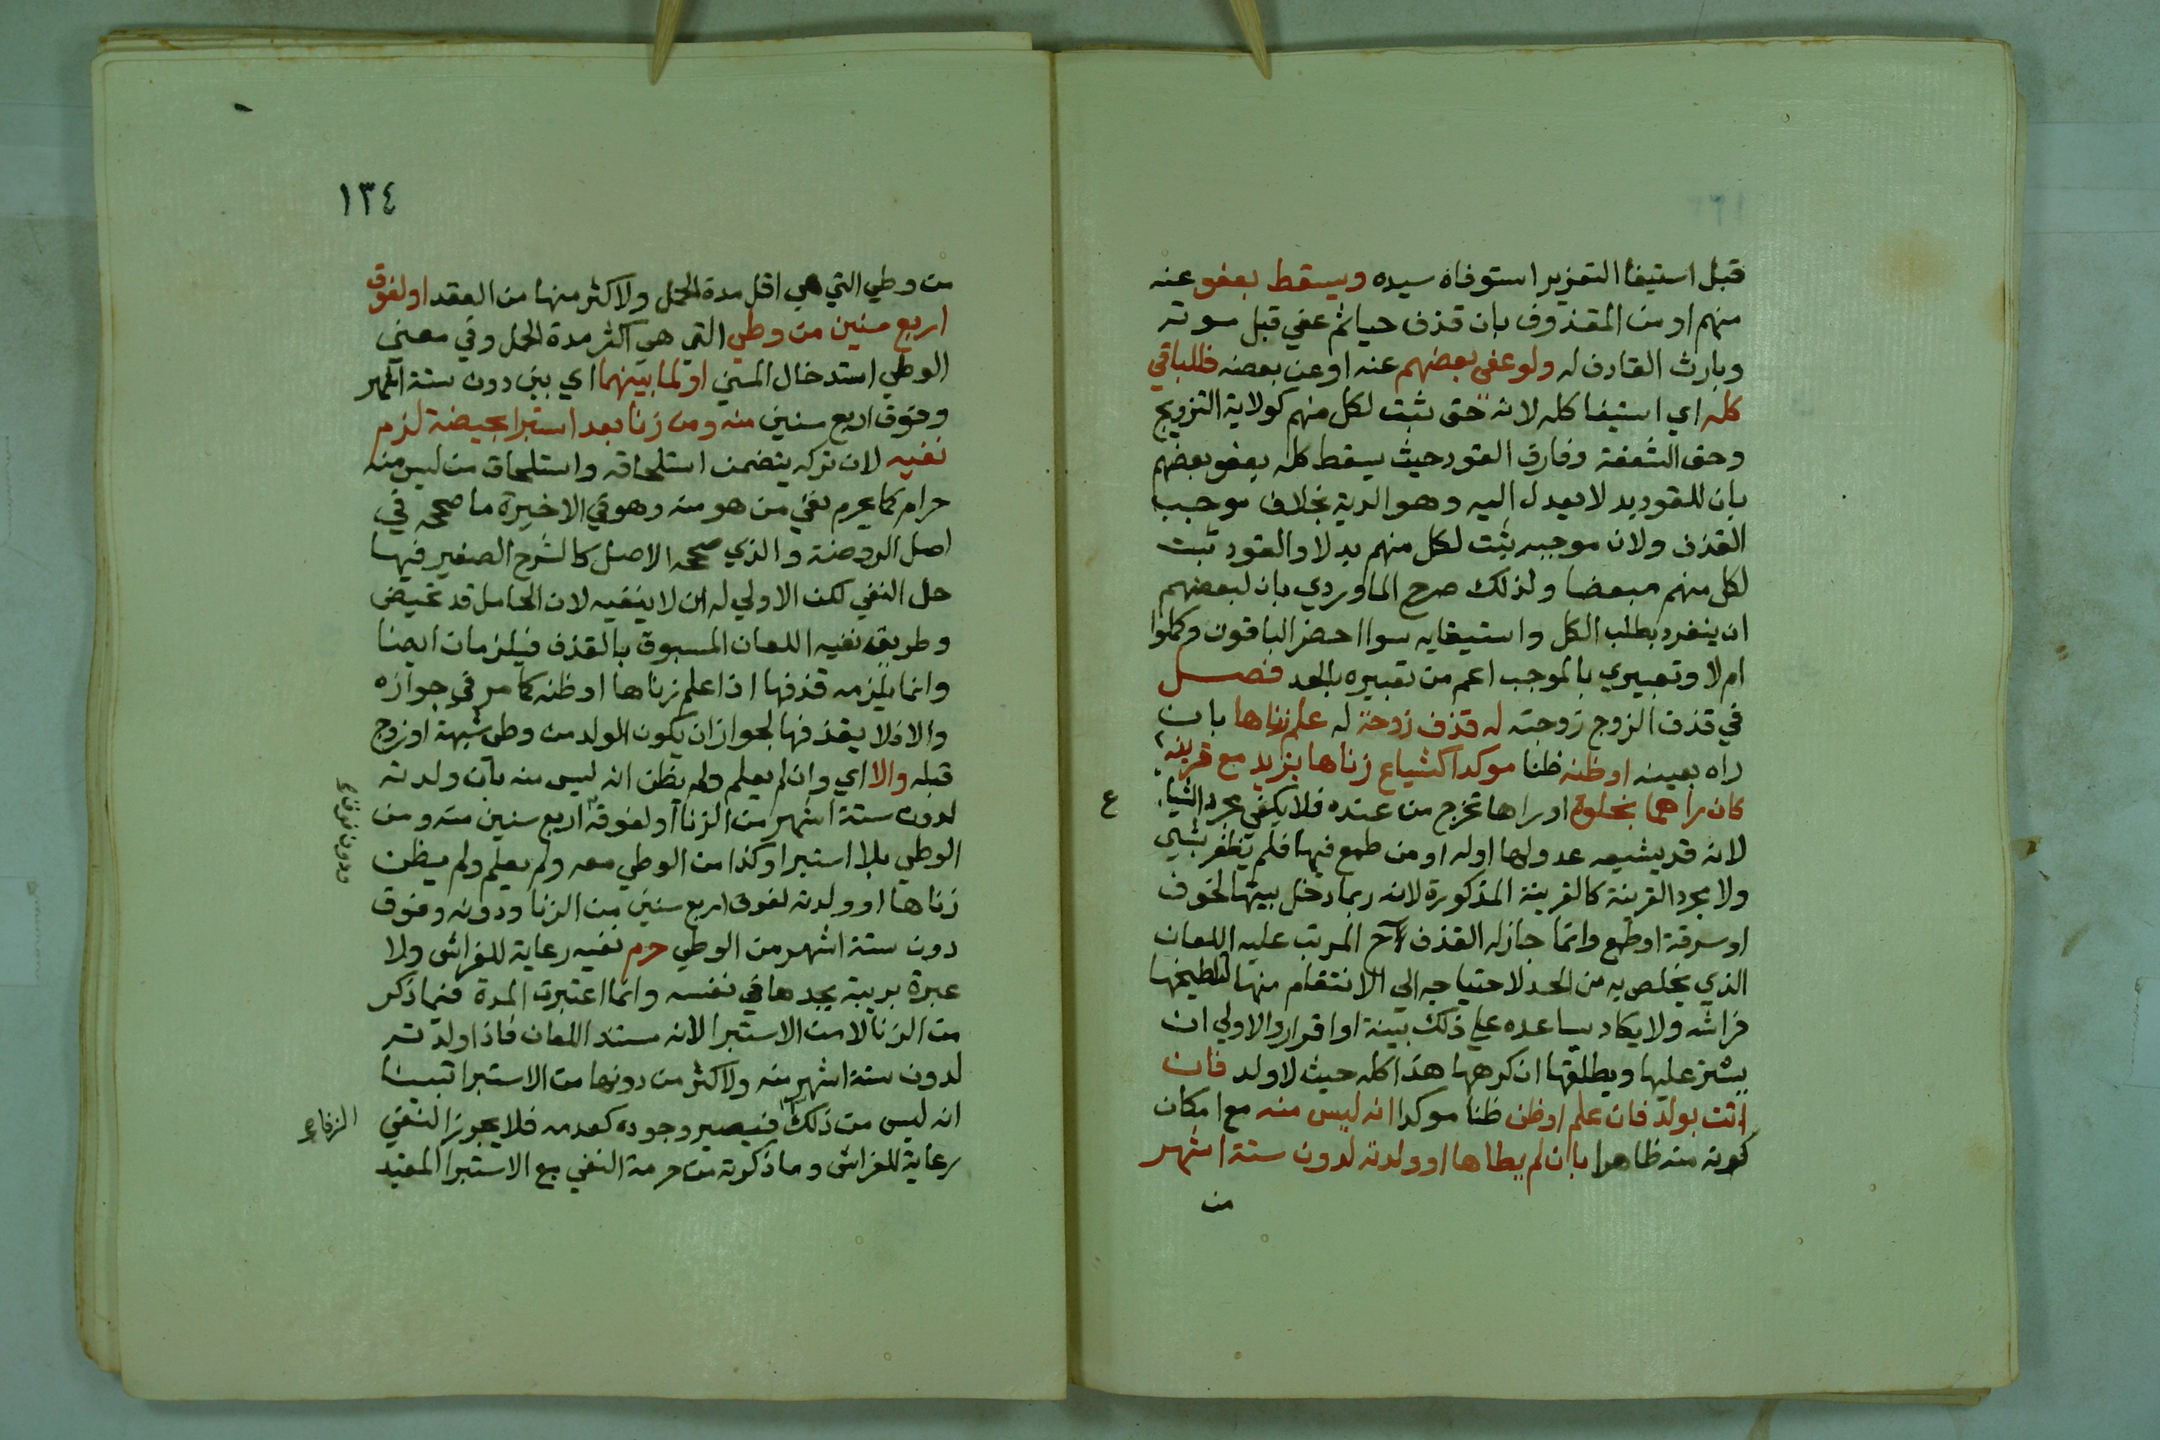 قبل استيفا التعزير استوفاه سيده ويسقط بعفو عنه
منهم او من المقذوف بان قذف حيا ثم عفي قبل موته
وبارث القاذف له ولو عفي بعضهم عنه او عن بعضه فللباقي
كله اي استيفا كله لانه حق ثبت لكل منهم كولاية التزويج
وحق الشفعة وفارق القود حيث يسقط كله بعفو بعضهم
بان للقود بدلا يعدل اليه وهو الدية بخلاف موجب
القذف ولان موجبه يثبت لكل منهم بدلا والقود ثبت
لكل منهم مبعضا ولذلك صرح الماوردي بان لبعضهم
ان ينفرد بطلب الكل واستيفايه سوا احضر الباقون وكملوا
ام لا وتعبيري بالموجب اعم من تعبيره بالحد فصل
في قذف الزوج زوجته له قذف زوجة له علم زناها بان
راه بعينه او ظنه ظنا موكدا كشياع زناها بزيد مع قرينة
كان راهما بخلوة او راها تخرج من عنده فلا يكفي مجرد الشياع
لانه قد يشيعه عدو لها او له او من طمع فيها فلم يظفر بشي
ولا مجرد القرينة كالقرينة المذكورة لانه ربما دخل بيتها لخوف
او سرقة او طمع وانما جاز له القذف ح المرتب عليه اللعان
الذي يخلص به من الحد لاحتياجه الى الانتقام منها لتلطيخها
فراشه ولا يكاد يساعده علي ذلك بينة او اقرار والاولي ان
يستر عليها ويطلقها ان كرهها هذا كله حيث لا ولد فان
اتت بولد فان علم او ظن ظنا موكدا انه ليس منه مع امكان
كونه منه ظاهرا بان لم يطاها او ولدته لدون ستة اشهر
من
١٣٤
من وطي التي هي اقل مدة الحمل ولاكثر منها من العقد او لفوق
اربع سنين من وطي التي هي اكثر مدة الحمل وفي معني
الوطي استدخال المني او لما بينهما اي بين دون ستة اشهر
وفوق اربع سنين منه ومن زنا بعد استبرا بحيضة لزم
نفيه لان تركه يتضمن استلحاقه واستلحاق من ليس منه
حرام كما يحرم نفي من هو منه وهو في الاخيرة ما صححه في
اصل الروضة والذي صححه الاصل كالشرح الصغير فيها
حل النفي لكن الاولي له ان لا ينفيه لان الحامل قد تحيض
وطريق نفيه اللعان المسبوق بالقذف فيلزمان ايضا
وانما يلزمه قذفها اذا علم زناها او ظنه كما مر في جوازه
والا فلا يقذفها لجواز ان يكون الولد من وطي شبهة او زوج
قبله والا اي وان لم يعلم ولم يظن انه ليس منه بان ولدته
لدون ستة اشهر من الزنا او لفوقه اربع سنين منه ومن
الوطي بلا استبرا وكذا من الوطي معه ولم يعلم ولم يظن
زناها او ولدته لفوق اربع سنين من الزنا ودونه وفوق
دون ستة اشهر من الوطي حرم نفيه رعاية للفراش ولا
عبرة بريبة يجدها في نفسه وانما اعتبرت المدة فيما ذكر
من الزنا لا من الاستبرا لانه مستند اللعان فاذا ولدته
لدون ستة اشهر منه ولاكثر من دونها من الاستبرا تبينا
انه ليس من ذلك فيصير وجوده كعدمه فلا يجوز النفي
رعاية للفراش وما ذكرته من حرمة النفي مع الاستبرا المفيد